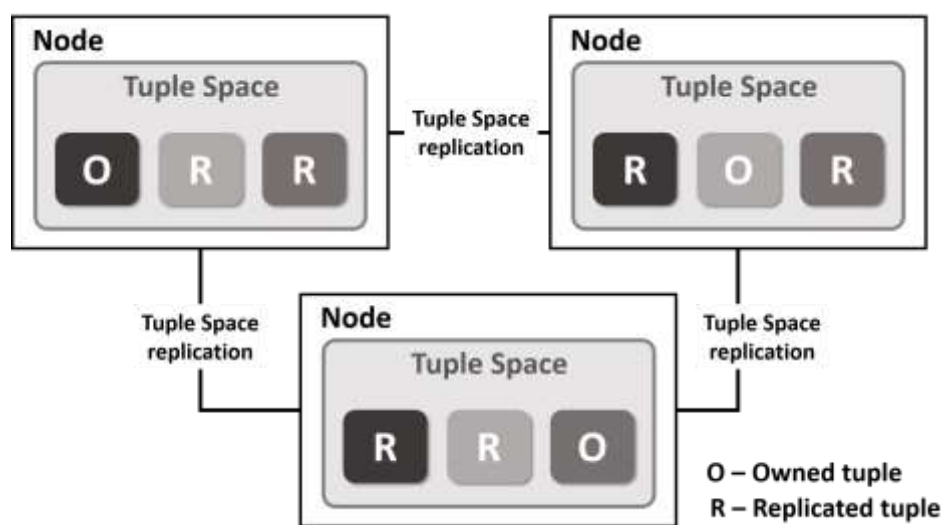 Node
Tuple Space
O R R
Tuple Space
replication
Node
Tuple Space
R O R
Tuple Space
replication
Node
Tuple Space
R R O
Tuple Space
replication
O – Owned tuple
R – Replicated tuple